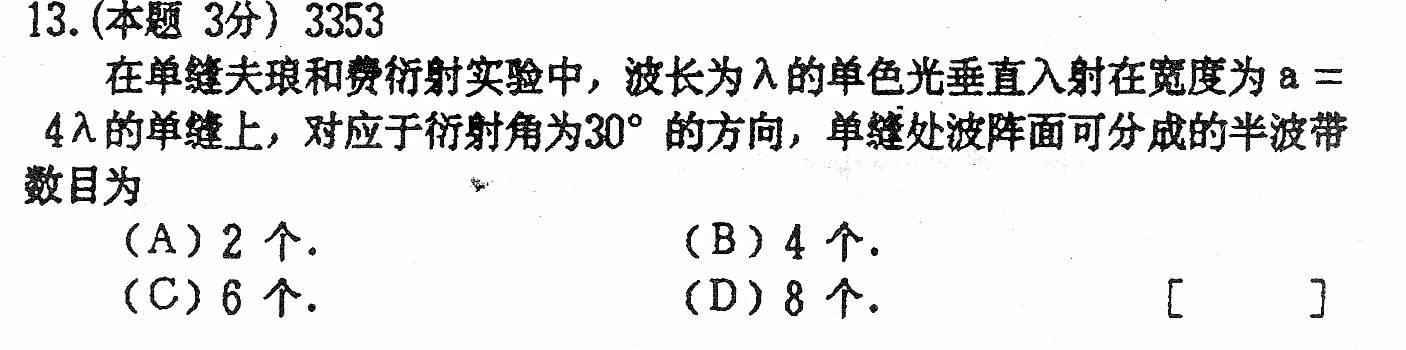 13.(本题 3分) 3353
在单缝夫琅和费衍射实验中，波长为λ的单色光垂直入射在宽度为 a＝
4λ的单缝上，对应于衍射角为30° 的方向，单缝处波阵面可分成的半波带
数目为
(A) 2 个. (B) 4 个.
(C) 6 个. (D) 8 个. [ ]